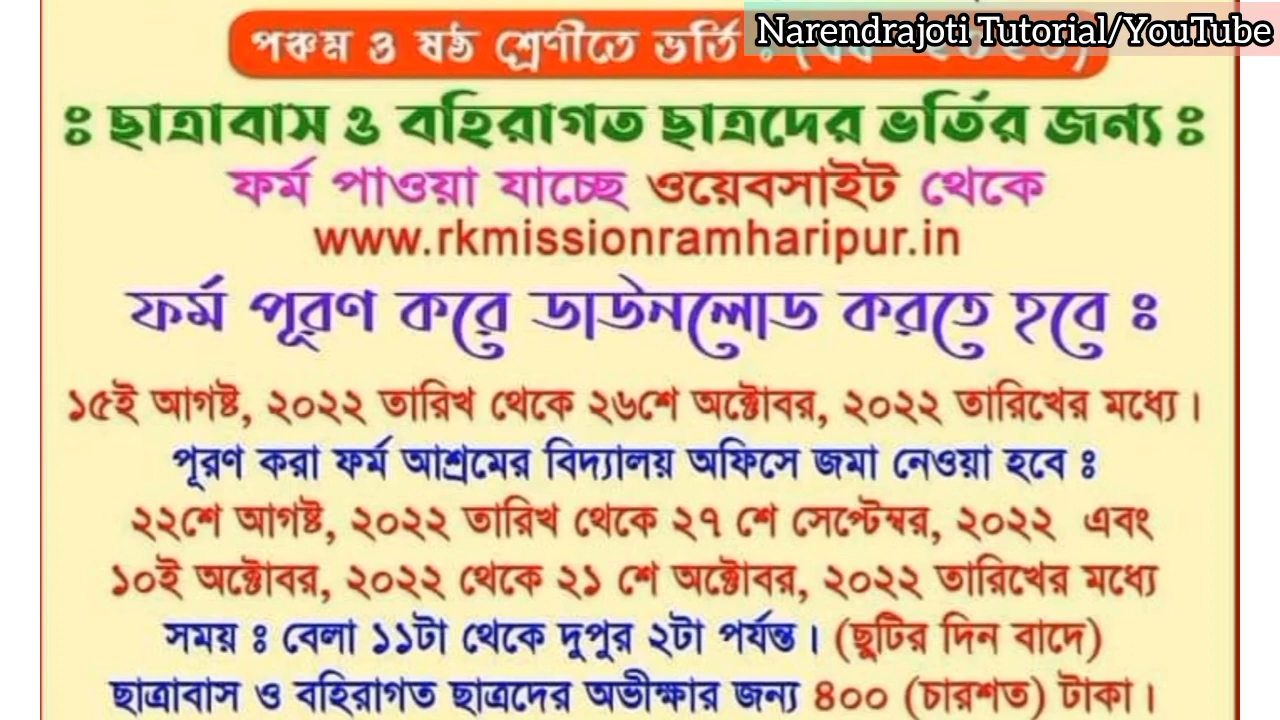 Narendrajoti Tutorial/YouTube
পঞ্চম ও ষষ্ঠ শ্রেণীতে ভর্তি :
ঃ ছাত্রাবাস ও বহিরাগত ছাত্রদের ভর্তির জন্য ঃ
ফর্ম পাওয়া যাচ্ছে ওয়েবসাইট থেকে
www.rkmissionramharipur.in
ফর্ম পূরণ করে ডাউনলোড করতে হবে ঃ
১৫ই আগষ্ট, ২০২২ তারিখ থেকে ২৬শে অক্টোবর, ২০২২ তারিখের মধ্যে।
পূরণ করা ফর্ম আশ্রমের বিদ্যালয় অফিসে জমা নেওয়া হবে ঃ
২২শে আগষ্ট, ২০২২ তারিখ থেকে ২৭ শে সেপ্টেম্বর, ২০২২ এবং
১০ই অক্টোবর, ২০২২ থেকে ২১ শে অক্টোবর, ২০২২ তারিখের মধ্যে
সময় ঃ বেলা ১১টা থেকে দুপুর ২টা পর্যন্ত। (ছুটির দিন বাদে)
ছাত্রাবাস ও বহিরাগত ছাত্রদের অভীক্ষার জন্য ৪০০ (চারশত) টাকা।